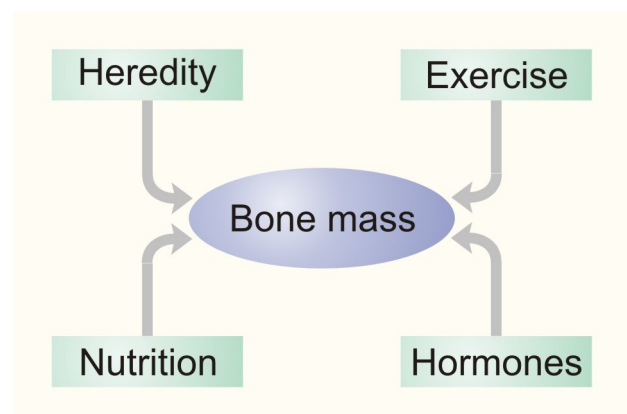 Heredity
Exercise
Bone mass
Nutrition
Hormones